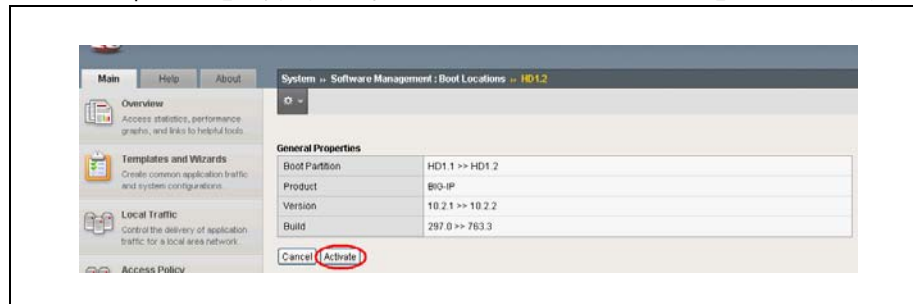 Main Help About
System ›› Software Management : Boot Locations ›› HD1.2
Overview
Access statistics, performance
graphs, and links to helpful tools.
General Properties
Boot Partition HD1.1 >> HD1.2
Templates and Wizards
Create common application traffic
and system configurations.
Product BIG-IP
Version 10.2.1 >> 10.2.2
Local Traffic
Control the delivery of application
traffic for a local area network.
Build 297.0 >> 763.3
Cancel Activate
Access Policy